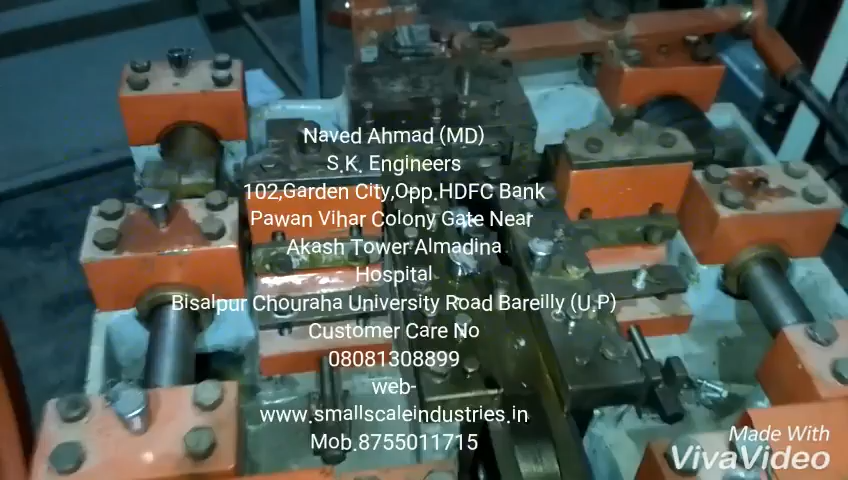 Naved Ahmad (MD)
S.K. Engineers
102,Garden City,Opp.HDFC Bank
Pawan Vihar Colony Gate Near
Akash Tower Almadina
Hospital
Bisalpur Chouraha University Road Bareilly (U.P)
Customer Care No
08081308899
web-
www.smallscaleindustries.in
Mob.8755011715
Made With
VivaVideo